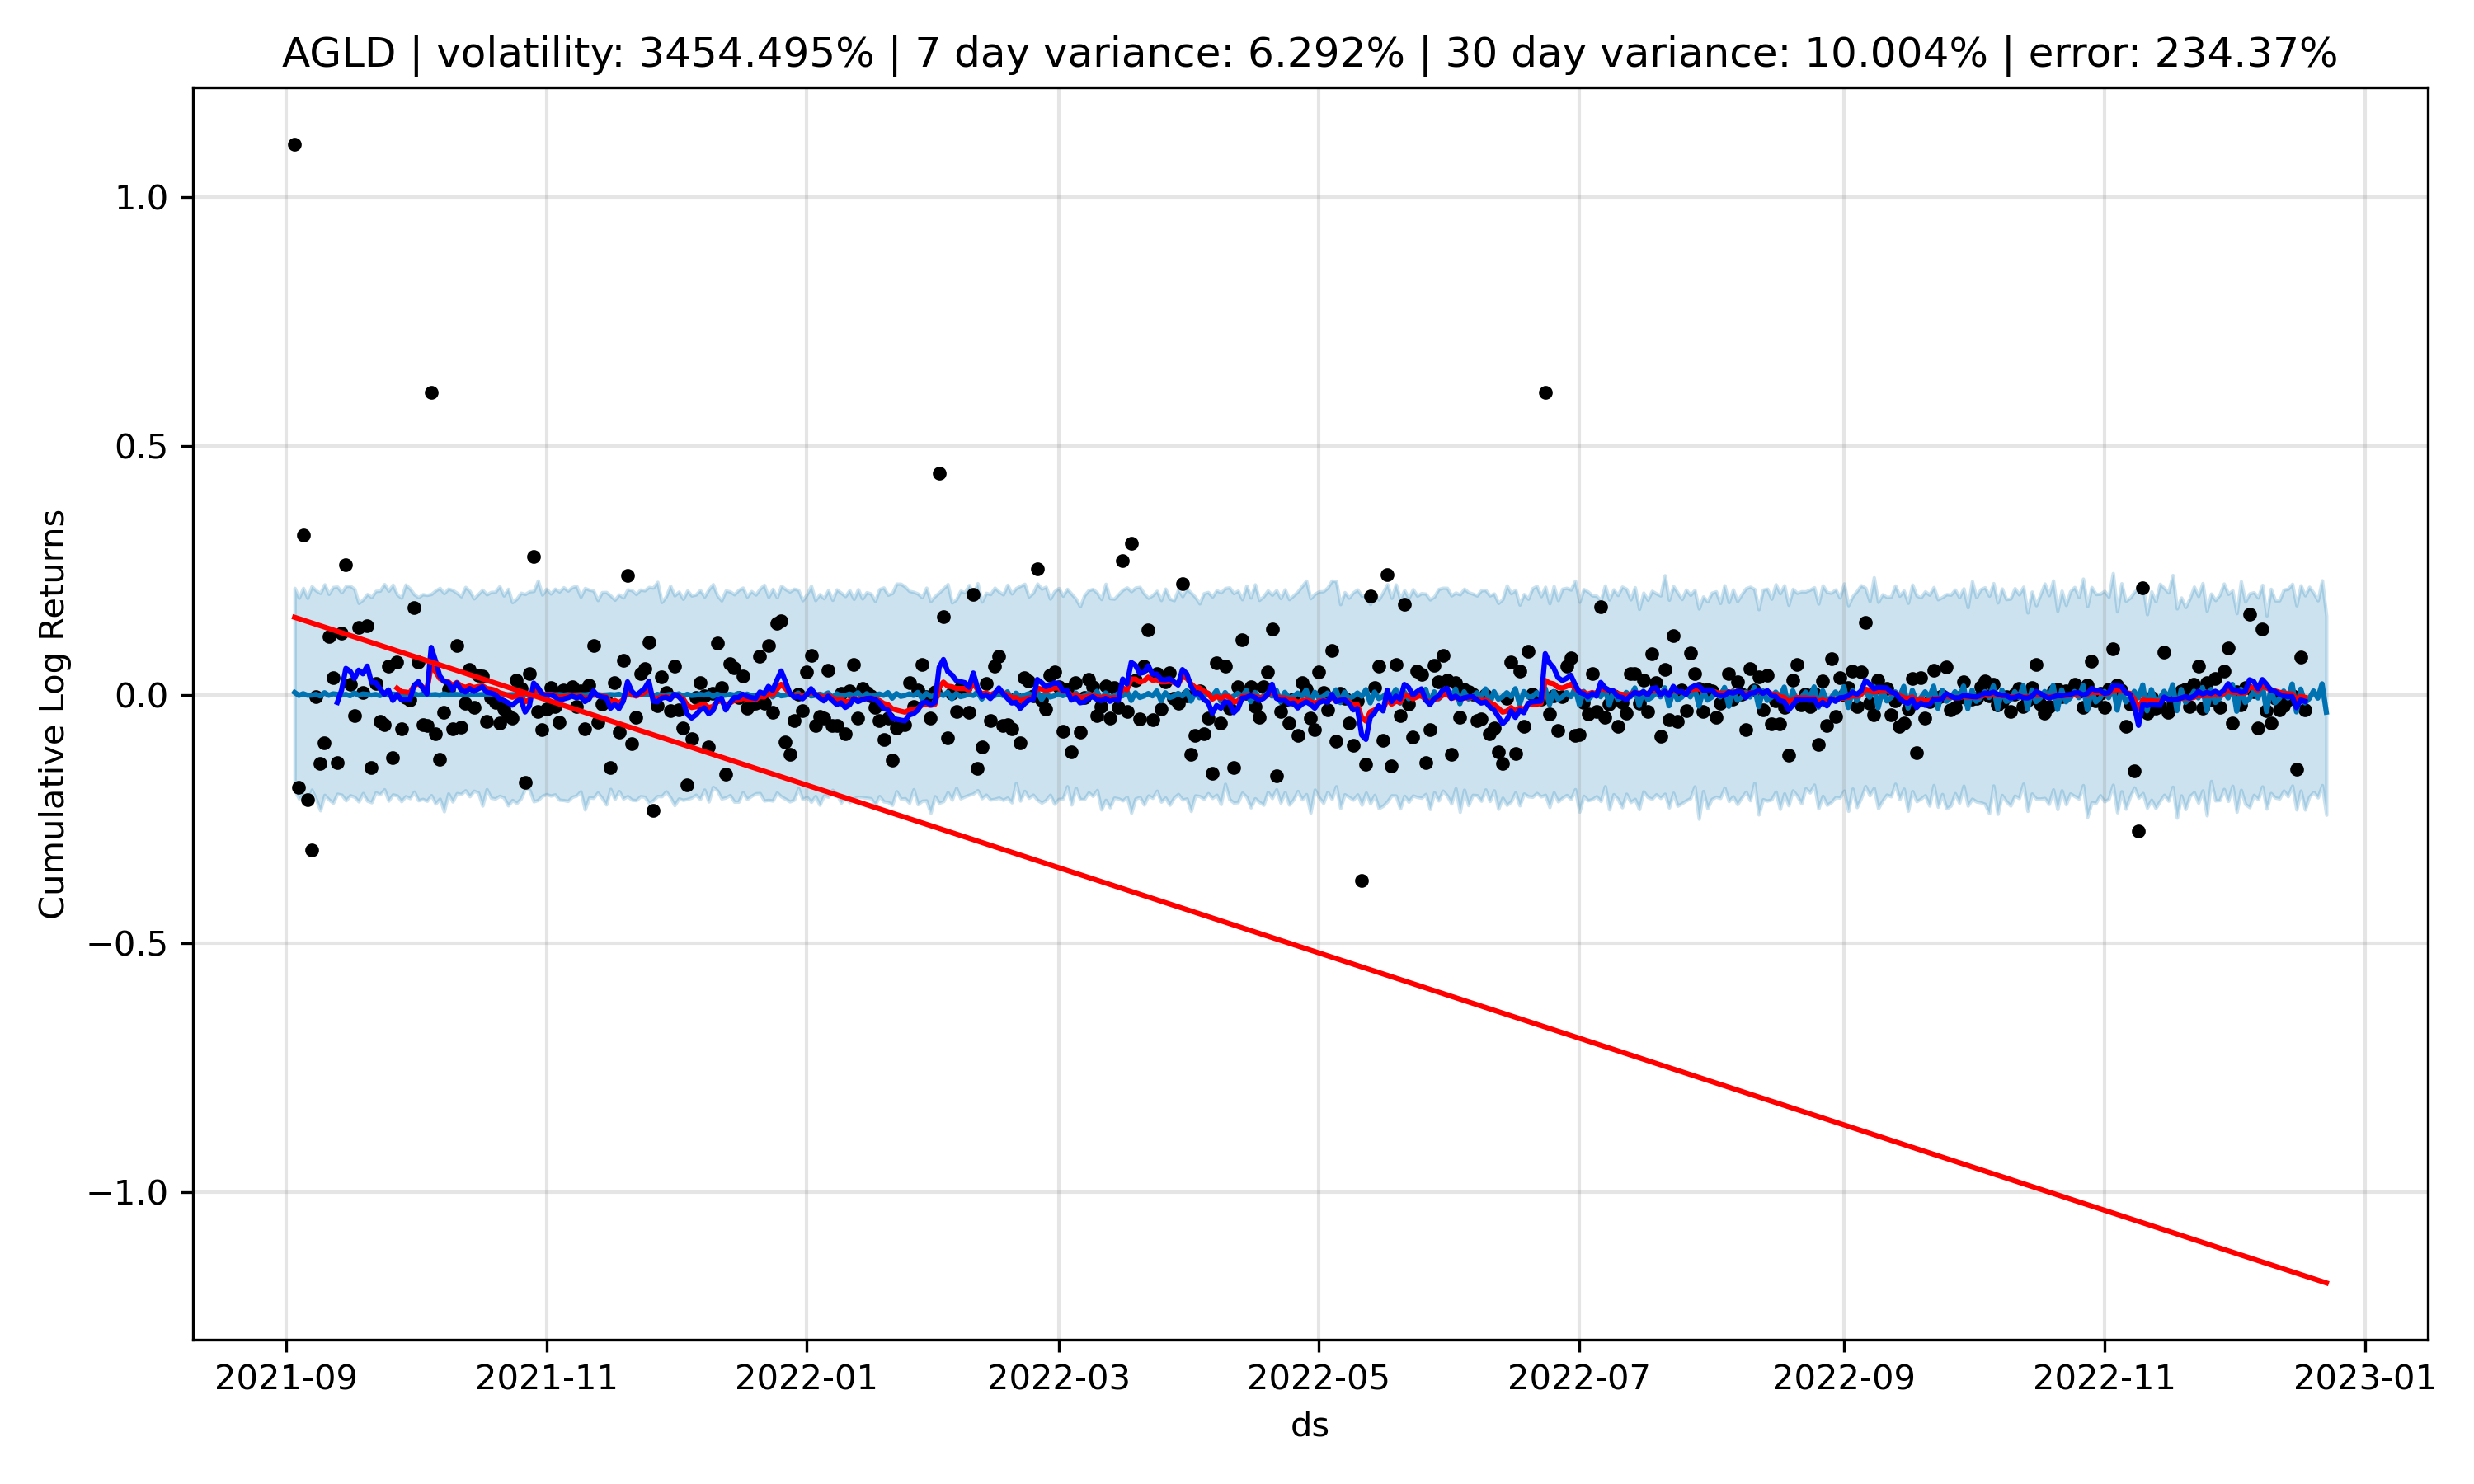 AGLD | volatility: 3454.495% | 7 day variance: 6.292% | 30 day variance: 10.004% | error: 234.37%
Cumulative Log Returns
1.0
0.5
0.0
−0.5
−1.0
2021-09 2021-11 2022-01 2022-03 2022-05 2022-07 2022-09 2022-11 2023-01
ds